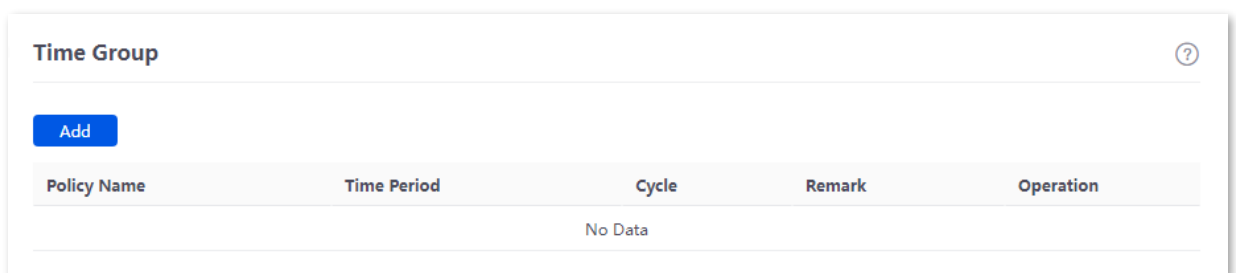 Time Group
?
Add
Policy Name Time Period Cycle Remark Operation
No Data